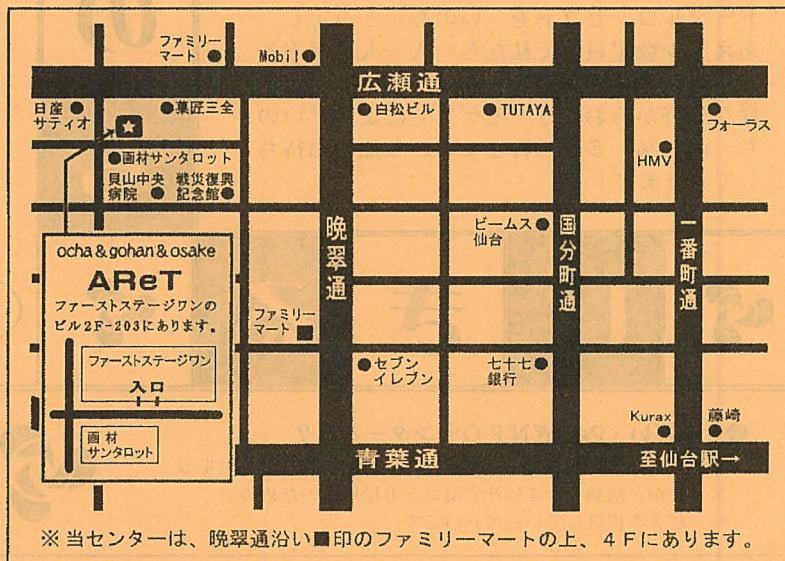 ファミリー
マート
Mobil
広瀬通
日産
サティオ
菓匠三全
白松ビル
TUTAYA
フォーラス
HMV
画材サンタロット
貝山中央
病院
戦災復興
記念館
晩翠通
ビームス
仙台
国分町通
一番町通
ocha&gohan&osake
AReT
ファーストステージワンの
ビル2F-203にあります。
ファーストステージワン
入口
画材
サンタロット
ファミリー
マート
セブン
イレブン
七十七
銀行
Kurax
藤崎
青葉通
至仙台駅→
※当センターは、晩翠通沿い■印のファミリーマートの上、4Fにあります。